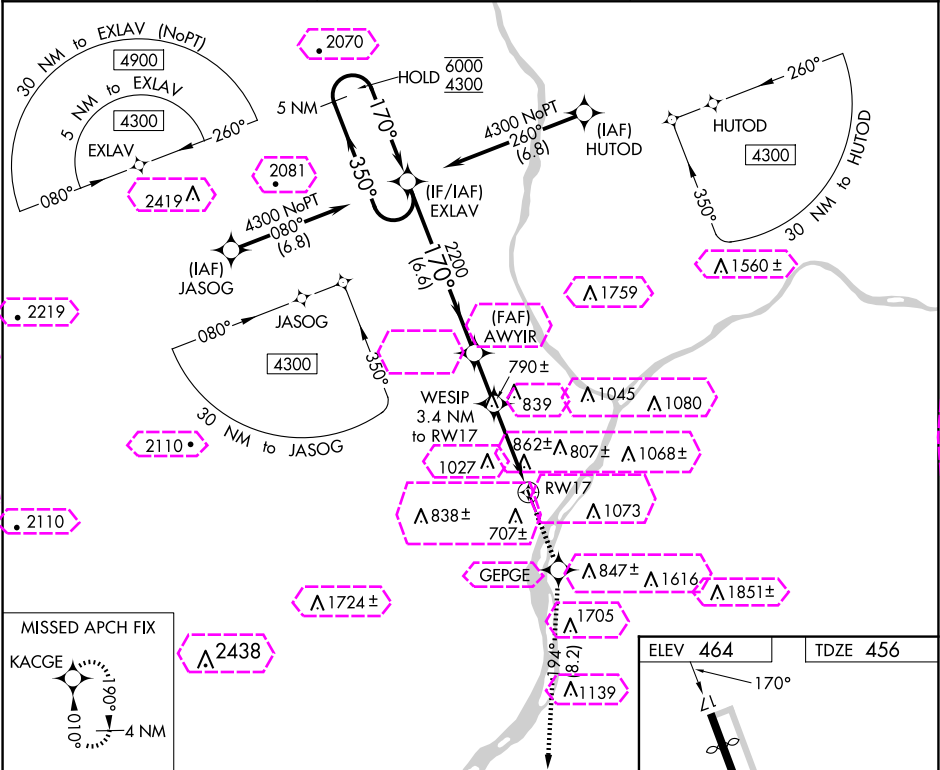 30 NM to EXLAV (NoPT)
4900
5 NM to EXLAV
4300
EXLAV
260°
080°
2419
2070
HOLD 6000
4300
5 NM
170°
350°
2081
4300 NoPT
260°
(6.8)
(IAF)
HUTOD
260°
HUTOD
4300
350°
30 NM to HUTOD
(IF/IAF)
EXLAV
4300 NoPT
080°
(6.8)
(IAF)
JASOG
2200
170°
(6.6)
1560 ±
1759
2219
080°
JASOG
4300
350°
30 NM to JASOG
(FAF)
AWYIR
790 ±
WESIP
3.4 NM
to RW17
839
1045
1080
2110
1027
862±
807±
1068±
RW17
1073
838 ±
707±
2110
GEPGE
847±
1616
1851±
1724 ±
1705
194°
(8.2)
1139
2438
MISSED APCH FIX
KACGE
190°
010°
4 NM
ELEV 464
TDZE 456
170°
17